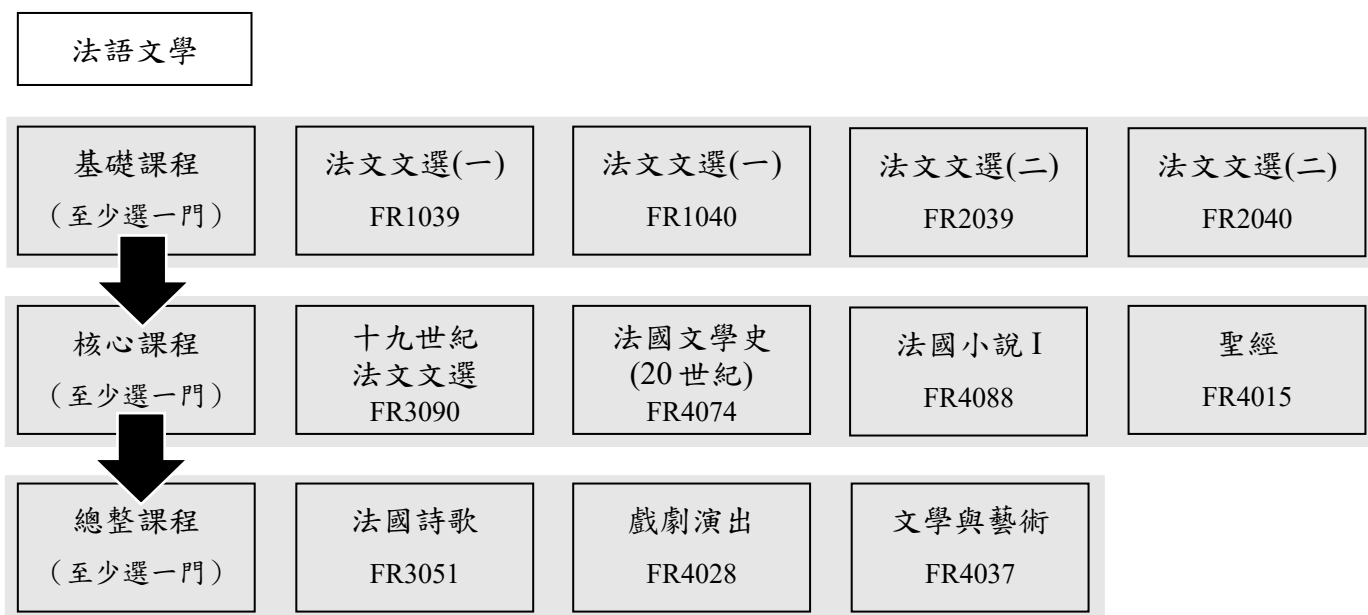 法語文學
基礎課程
（至少選一門）
法文文選(一)
FR1039
法文文選(一)
FR1040
法文文選(二)
FR2039
法文文選(二)
FR2040
核心課程
（至少選一門）
十九世紀
法文文選
FR3090
法國文學史
(20世紀)
FR4074
法國小說 I
FR4088
聖經
FR4015
總整課程
（至少選一門）
法國詩歌
FR3051
戲劇演出
FR4028
文學與藝術
FR4037